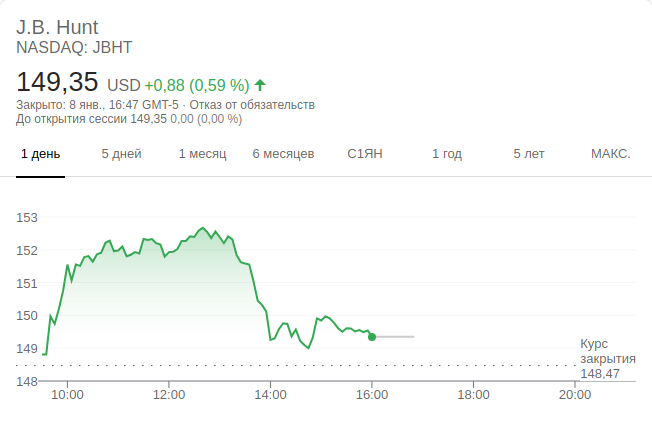 J.B. Hunt
NASDAQ: JBHT
149,35 USD +0,88 (0,59 %)
Закрыто: 8 янв., 16:47 GMT-5 · Отказ от обязательств
До открытия сессии 149,35 0,00 (0,00 %)
1 день 5 дней 1 месяц 6 месяцев С1ЯН 1 год 5 лет МАКС.
153
152
151
150
149
148
Курс
закрытия
148,47
10:00 12:00 14:00 16:00 18:00 20:00